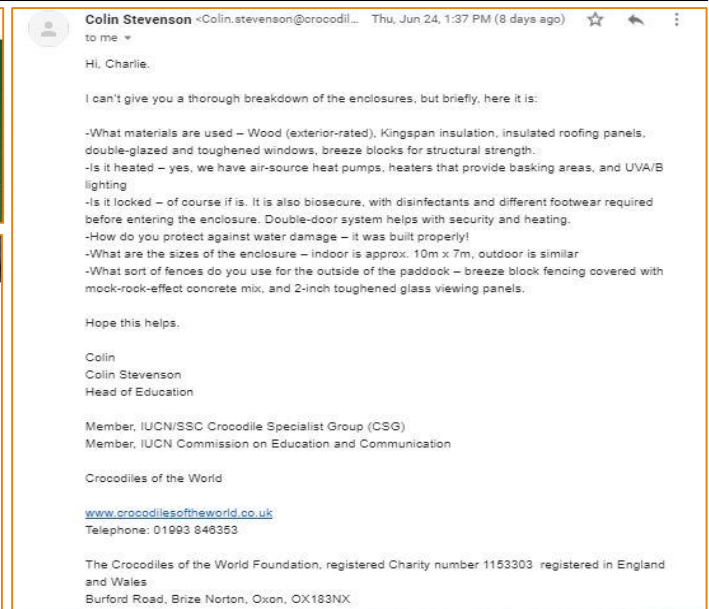 Colin Stevenson <Colin.stevenson@crocodil... Thu, Jun 24, 1:37 PM (8 days ago)
to me
Hi, Charlie.
I can't give you a thorough breakdown of the enclosures, but briefly, here it is:
-What materials are used – Wood (exterior-rated), Kingspan insulation, insulated roofing panels,
double-glazed and toughened windows, breeze blocks for structural strength.
-Is it heated – yes, we have air-source heat pumps, heaters that provide basking areas, and UVA/B
lighting
-Is it locked – of course if is. It is also biosecure, with disinfectants and different footwear required
before entering the enclosure. Double-door system helps with security and heating.
-How do you protect against water damage – it was built properly!
-What are the sizes of the enclosure – indoor is approx. 10m x 7m, outdoor is similar
-What sort of fences do you use for the outside of the paddock – breeze block fencing covered with
mock-rock-effect concrete mix, and 2-inch toughened glass viewing panels.
Hope this helps.
Colin
Colin Stevenson
Head of Education
Member, IUCN/SSC Crocodile Specialist Group (CSG)
Member, IUCN Commission on Education and Communication
Crocodiles of the World
www.crocodilesoftheworld.co.uk
Telephone: 01993 846353
The Crocodiles of the World Foundation, registered Charity number 1153303 registered in England
and Wales
Burford Road, Brize Norton, Oxon, OX183NX